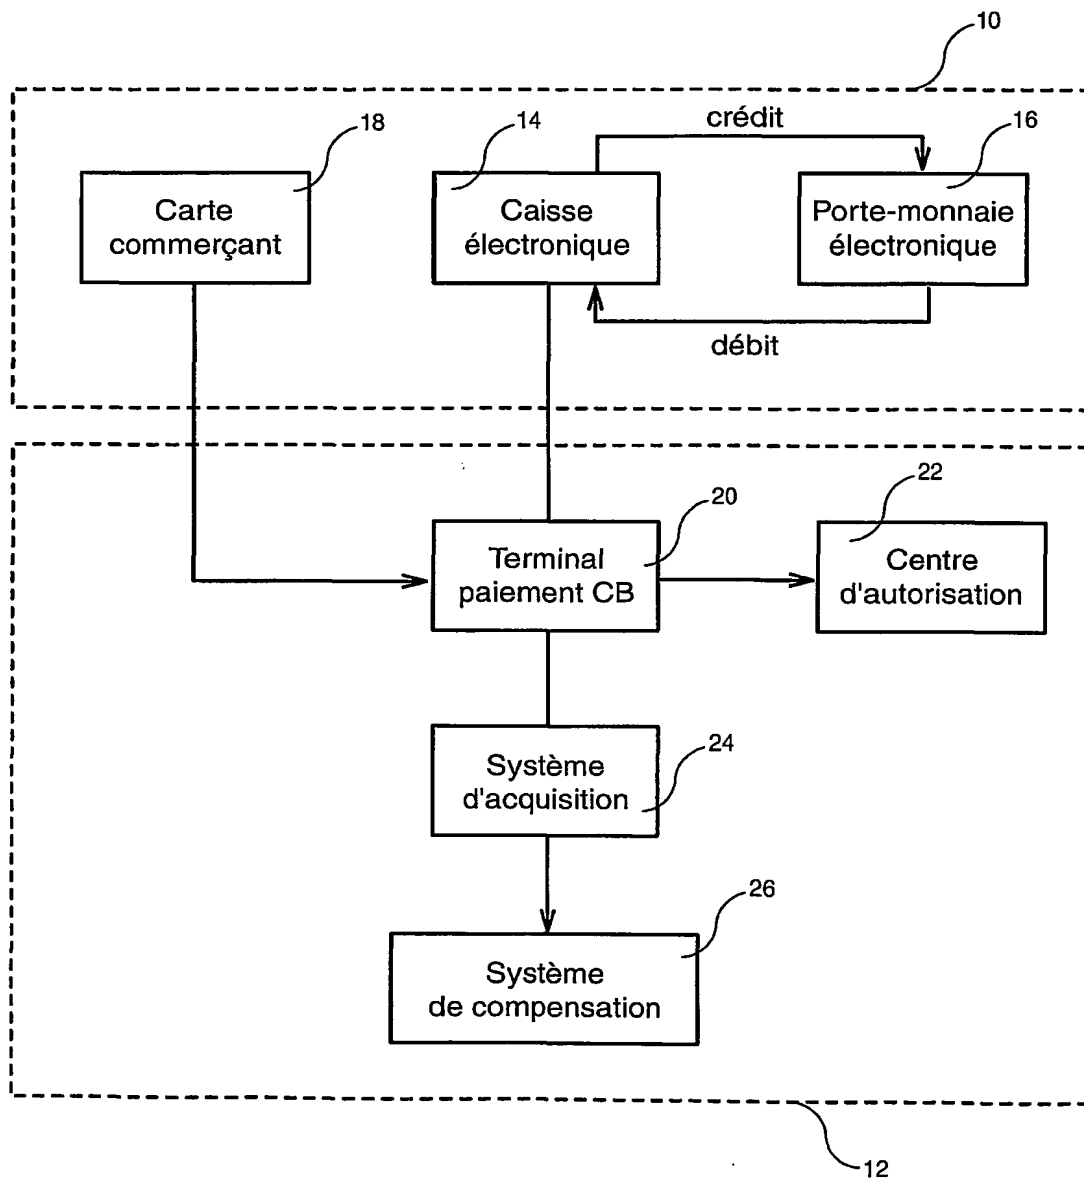 10
18
14
crédit
16
Carte
commerçant
Caisse
électronique
Porte-monnaie
électronique
débit
20
22
Terminal
paiement CB
Centre
d'autorisation
24
Système
d'acquisition
26
Système
de compensation
12